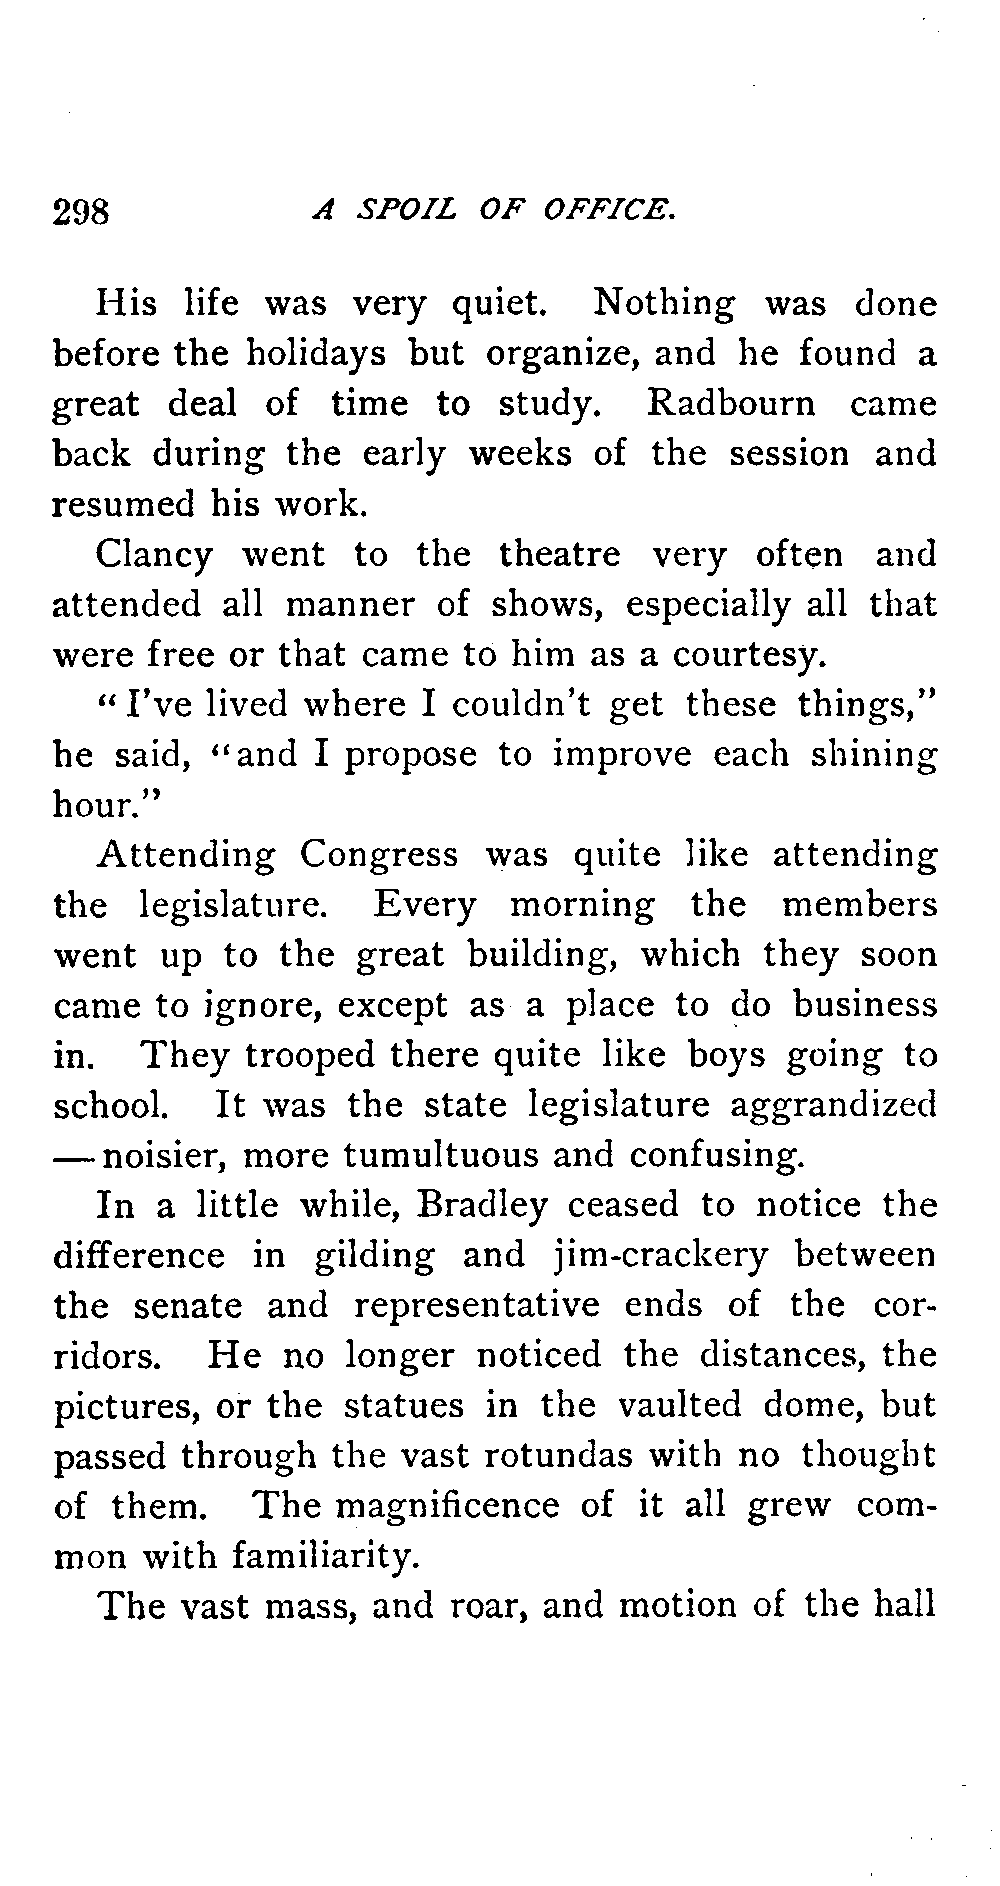 298 A SPOIL OF OFFICE.
His life was very quiet. Nothing was done
before the holidays but organize, and he found a
great deal of time to study. Radbourn came
back during the early weeks of the session and
resumed his work.
Clancy went to the theatre very often and
attended all manner of shows, especially all that
were free or that came to him as a courtesy.
"I've lived where I couldn't get these things,"
he said, "and I propose to improve each shining
hour."
Attending Congress was quite like attending
the legislature. Every morning the members
went up to the great building, which they soon
came to ignore, except as a place to do business
in. They trooped there quite like boys going to
school. It was the state legislature aggrandized
— noisier, more tumultuous and confusing.
In a little while, Bradley ceased to notice the
difference in gilding and jim-crackery between
the senate and representative ends of the cor-
ridors. He no longer noticed the distances, the
pictures, or the statues in the vaulted dome, but
passed through the vast rotundas with no thought
of them. The magnificence of it all grew com-
mon with familiarity.
The vast mass, and roar, and motion of the hall